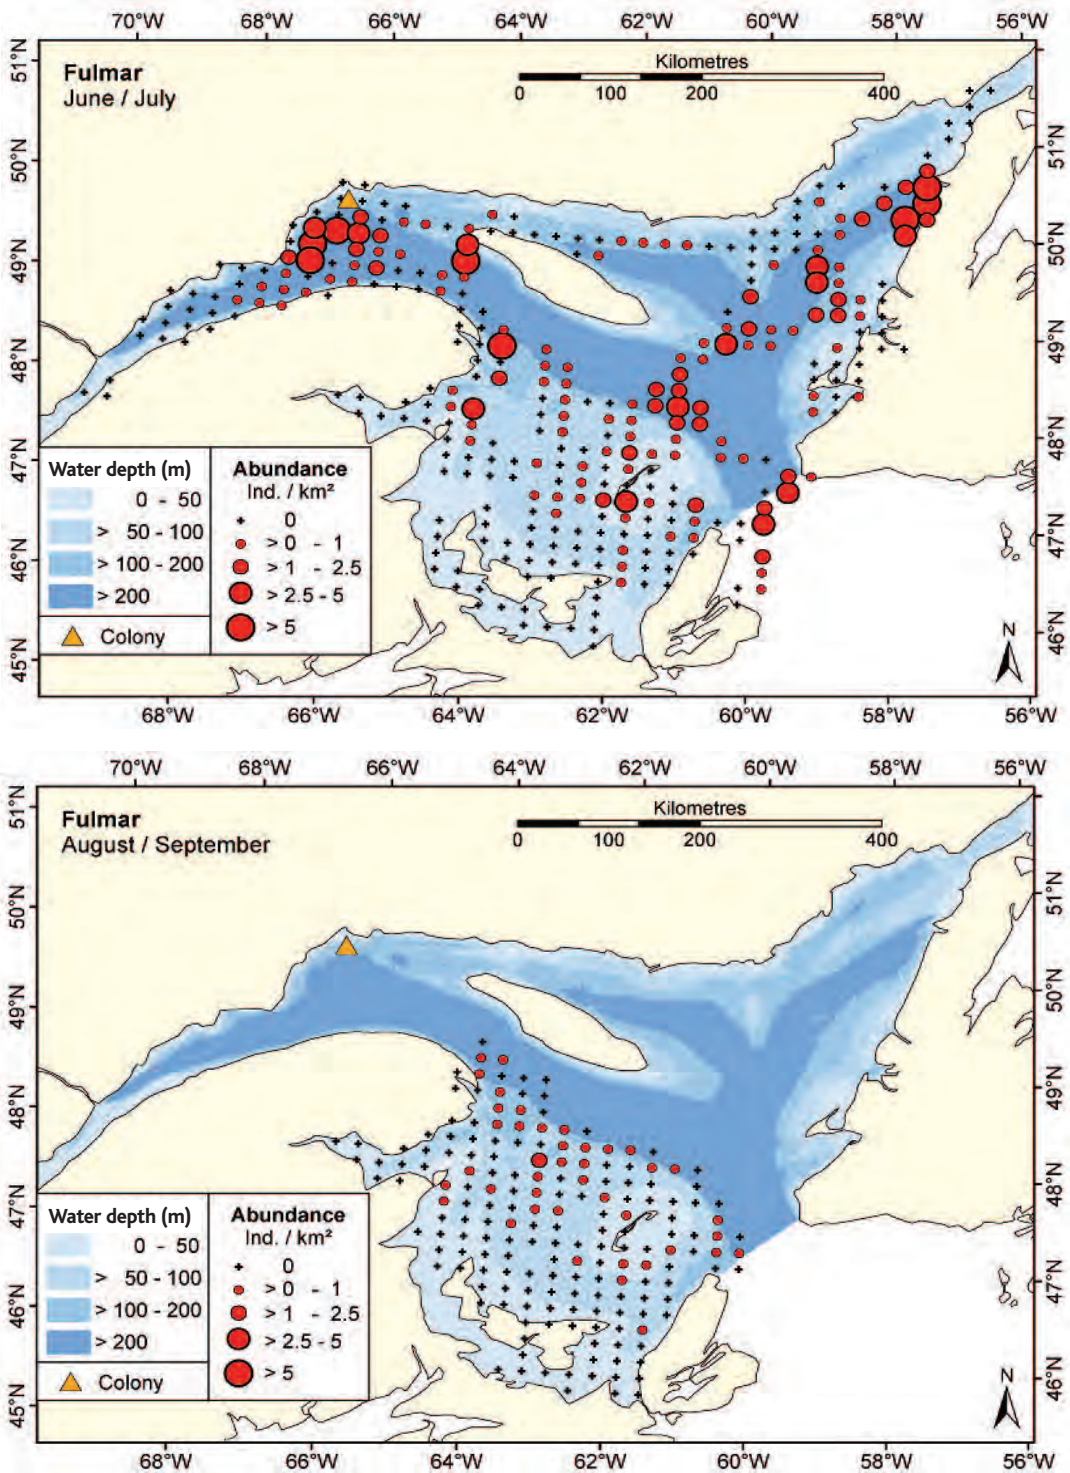 70°W 68°W 66°W 64°W 62°W 60°W 58°W 56°W
51°N
50°N
49°N
48°N
47°N
46°N
45°N
Fulmar
June / July
Kilometres
0 100 200 400
51°N
50°N
49°N
48°N
47°N
46°N
Water depth (m)
0 - 50
> 50 - 100
> 100 - 200
> 200
Colony
Abundance
Ind. / km²
0
> 0 - 1
> 1 - 2.5
> 2.5 - 5
> 5
N
68°W 66°W 64°W 62°W 60°W 58°W 56°W
70°W 68°W 66°W 64°W 62°W 60°W 58°W 56°W
51°N
50°N
49°N
48°N
47°N
46°N
45°N
Fulmar
August / September
Kilometres
0 100 200 400
51°N
50°N
49°N
48°N
47°N
46°N
Water depth (m)
0 - 50
> 50 - 100
> 100 - 200
> 200
Colony
Abundance
Ind. / km²
0
> 0 - 1
> 1 - 2.5
> 2.5 - 5
> 5
N
68°W 66°W 64°W 62°W 60°W 58°W 56°W